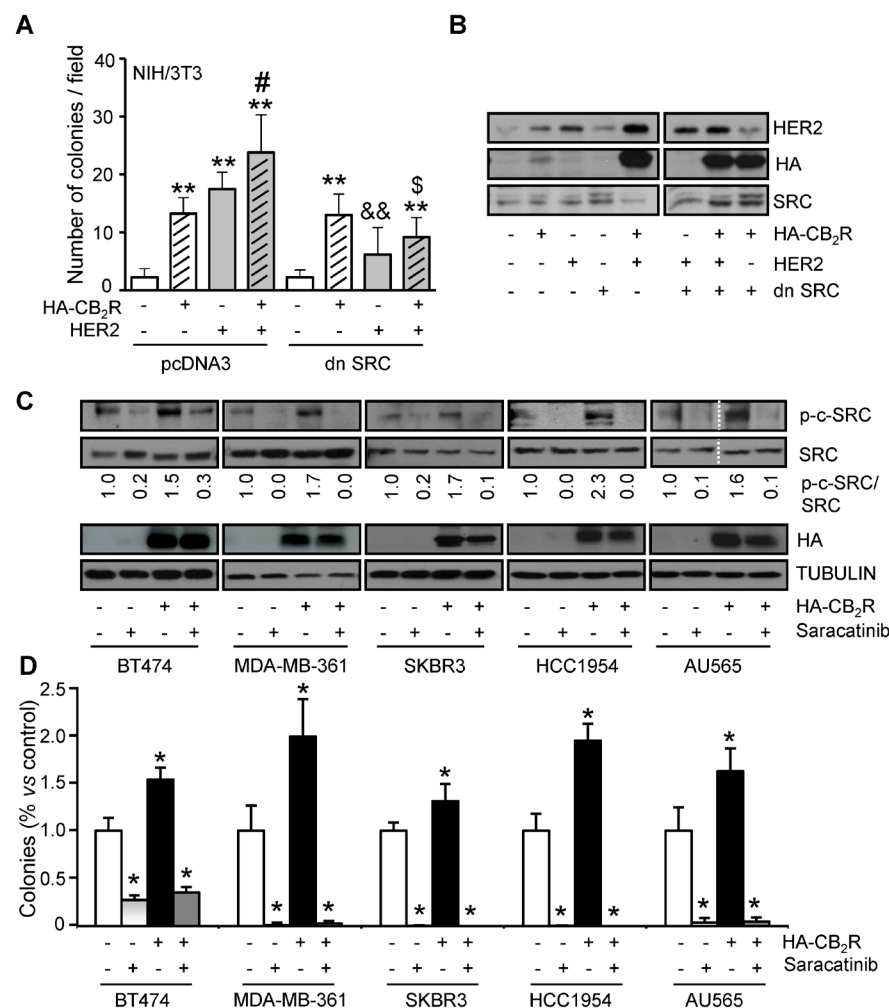 A
Number of colonies / field
40
30
20
10
0
NIH/3T3
#
**
**
**
**
&&
$
**
HA-CB₂R - + - + - + - +
HER2 - - + + - - + +
pcDNA3 dn SRC
B
HER2
HA
SRC
- + - - + - + + HA-CB₂R
- - + - + + + - HER2
- - - + - + + + dn SRC
C
p-c-SRC
SRC
1.0 0.2 1.5 0.3 1.0 0.0 1.7 0.0 1.0 0.2 1.7 0.1 1.0 0.0 2.3 0.0 1.0 0.1 1.6 0.1 p-c-SRC/
SRC
HA
TUBULIN
- - + + - - + + - - + + - - + + - - + + HA-CB₂R
- + - + - + - + - + - + - + - + - + - + Saracatinib
BT474 MDA-MB-361 SKBR3 HCC1954 AU565
D
Colonies (% vs control)
2.5
2.0
1.5
1.0
0.5
0
* * * * * * * * * * * * * * *
- - + + - - + + - - + + - - + + - - + + HA-CB₂R
- + - + - + - + - + - + - + - + - + - + Saracatinib
BT474 MDA-MB-361 SKBR3 HCC1954 AU565